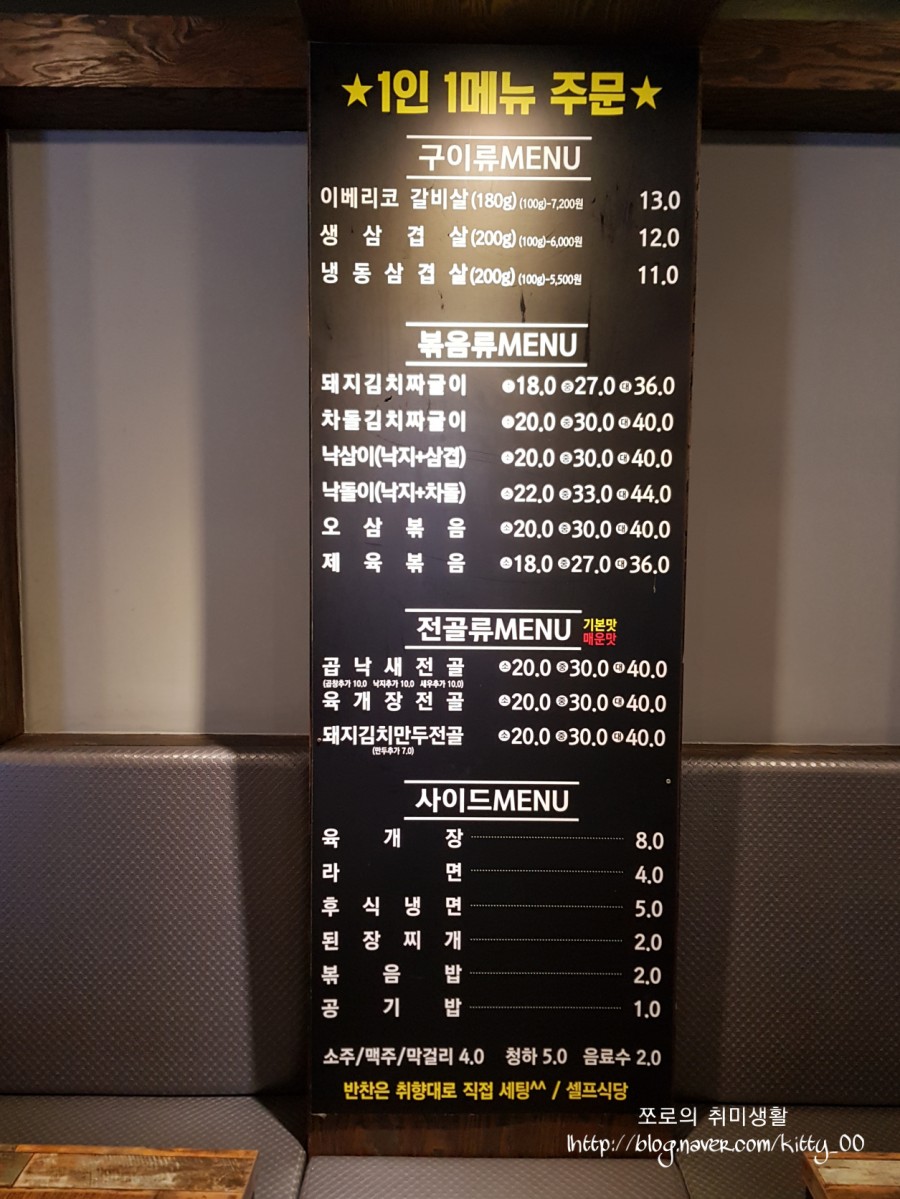 ★1인 1메뉴 주문★
구이류MENU
이베리코 갈비살(180g) (100g)-7,200원 13.0
생삼겹살(200g) (100g)-6,000원 12.0
냉동삼겹살(200g) (100g)-5,500원 11.0
볶음류MENU
돼지김치짜글이 소18.0 중27.0 대36.0
차돌김치짜글이 소20.0 중30.0 대40.0
낙삼이(낙지+삼겹) 소20.0 중30.0 대40.0
낙돌이(낙지+차돌) 소22.0 중33.0 대44.0
오삼볶음 소20.0 중30.0 대40.0
제육볶음 소18.0 중27.0 대36.0
전골류MENU 기본맛
매운맛
곱낙새전골 소20.0 중30.0 대40.0
(곱창추가 10.0 낙지추가 10.0 새우추가 10.0)
육개장전골 소20.0 중30.0 대40.0
돼지김치만두전골 소20.0 중30.0 대40.0
(만두추가 7.0)
사이드MENU
육개장 8.0
라면 4.0
후식냉면 5.0
된장찌개 2.0
볶음밥 2.0
공기밥 1.0
소주/맥주/막걸리 4.0 청하 5.0 음료수 2.0
반찬은 취향대로 직접 세팅^^ / 셀프식당
쪼로의 취미생활
lhttp://blog.naver.com/kitty_00